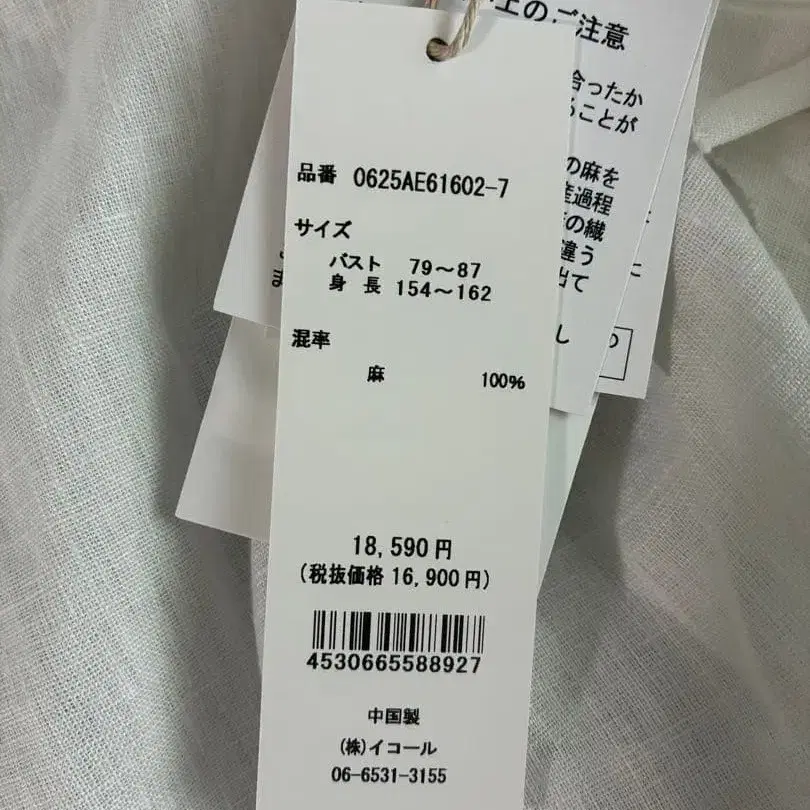 品番 0625AE61602-7
サイズ
バスト 79～87
身長 154～162
混率
麻 100%
18,590円
(税抜価格 16,900円)
4530665588927
中国製
(株)イコール
06-6531-3155
上のご注意
合ったか
ることが
の麻を
産過程
の繊
違う
出て
し